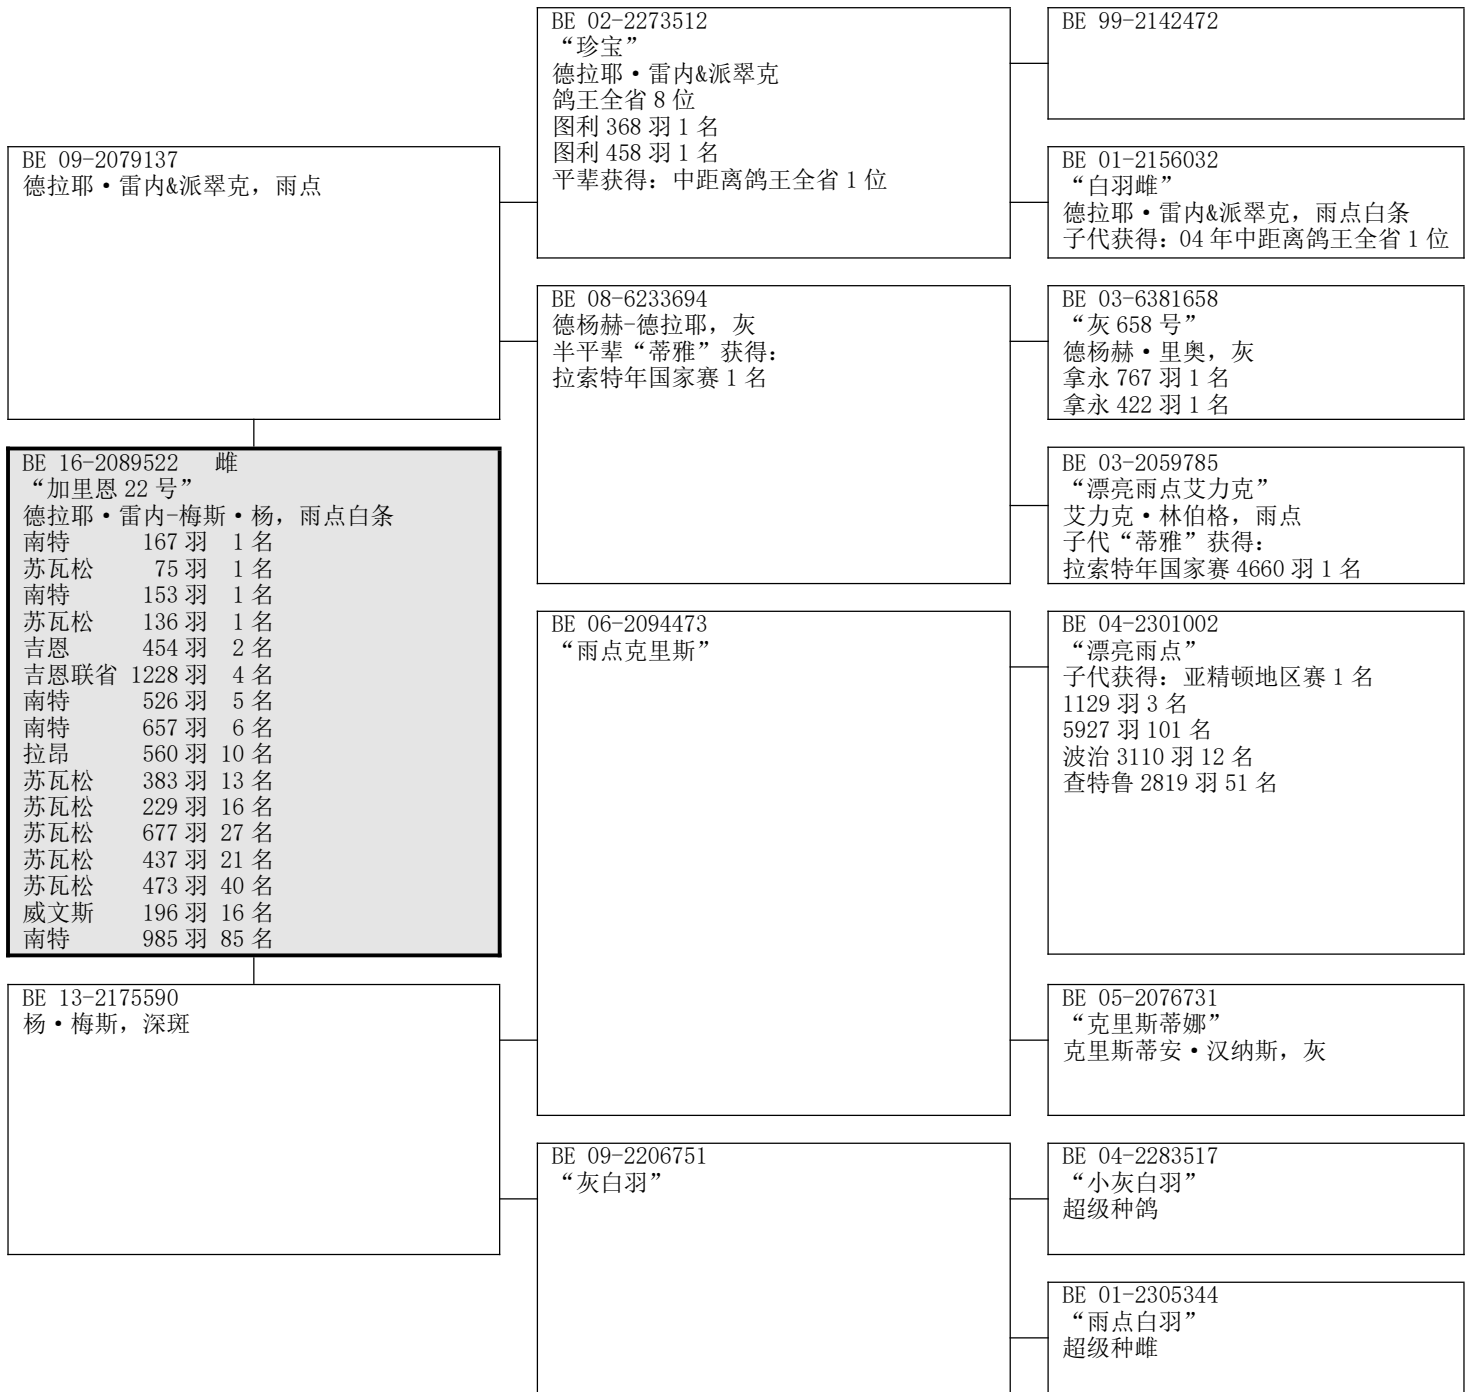 BE 09-2079137
德拉耶·雷内&派翠克，雨点
BE 16-2089522 雌
“加里恩 22 号”
德拉耶·雷内-梅斯·杨，雨点白条
南特 167 羽 1 名
苏瓦松 75 羽 1 名
南特 153 羽 1 名
苏瓦松 136 羽 1 名
吉恩 454 羽 2 名
吉恩联省 1228 羽 4 名
南特 526 羽 5 名
南特 657 羽 6 名
拉昂 560 羽 10 名
苏瓦松 383 羽 13 名
苏瓦松 229 羽 16 名
苏瓦松 677 羽 27 名
苏瓦松 437 羽 21 名
苏瓦松 473 羽 40 名
威文斯 196 羽 16 名
南特 985 羽 85 名
BE 13-2175590
杨·梅斯，深斑
BE 02-2273512
“珍宝”
德拉耶·雷内&派翠克
鸽王全省 8 位
图利 368 羽 1 名
图利 458 羽 1 名
平辈获得：中距离鸽王全省 1 位
BE 08-6233694
德杨赫-德拉耶，灰
半平辈“蒂雅”获得：
拉索特年国家赛 1 名
BE 06-2094473
“雨点克里斯”
BE 09-2206751
“灰白羽”
BE 99-2142472
BE 01-2156032
“白羽雌”
德拉耶·雷内&派翠克，雨点白条
子代获得：04 年中距离鸽王全省 1 位
BE 03-6381658
“灰 658 号”
德杨赫·里奥，灰
拿永 767 羽 1 名
拿永 422 羽 1 名
BE 03-2059785
“漂亮雨点艾力克”
艾力克·林伯格，雨点
子代“蒂雅”获得：
拉索特年国家赛 4660 羽 1 名
BE 04-2301002
“漂亮雨点”
子代获得：亚精顿地区赛 1 名
1129 羽 3 名
5927 羽 101 名
波治 3110 羽 12 名
查特鲁 2819 羽 51 名
BE 05-2076731
“克里斯蒂娜”
克里斯蒂安·汉纳斯，灰
BE 04-2283517
“小灰白羽”
超级种鸽
BE 01-2305344
“雨点白羽”
超级种雌